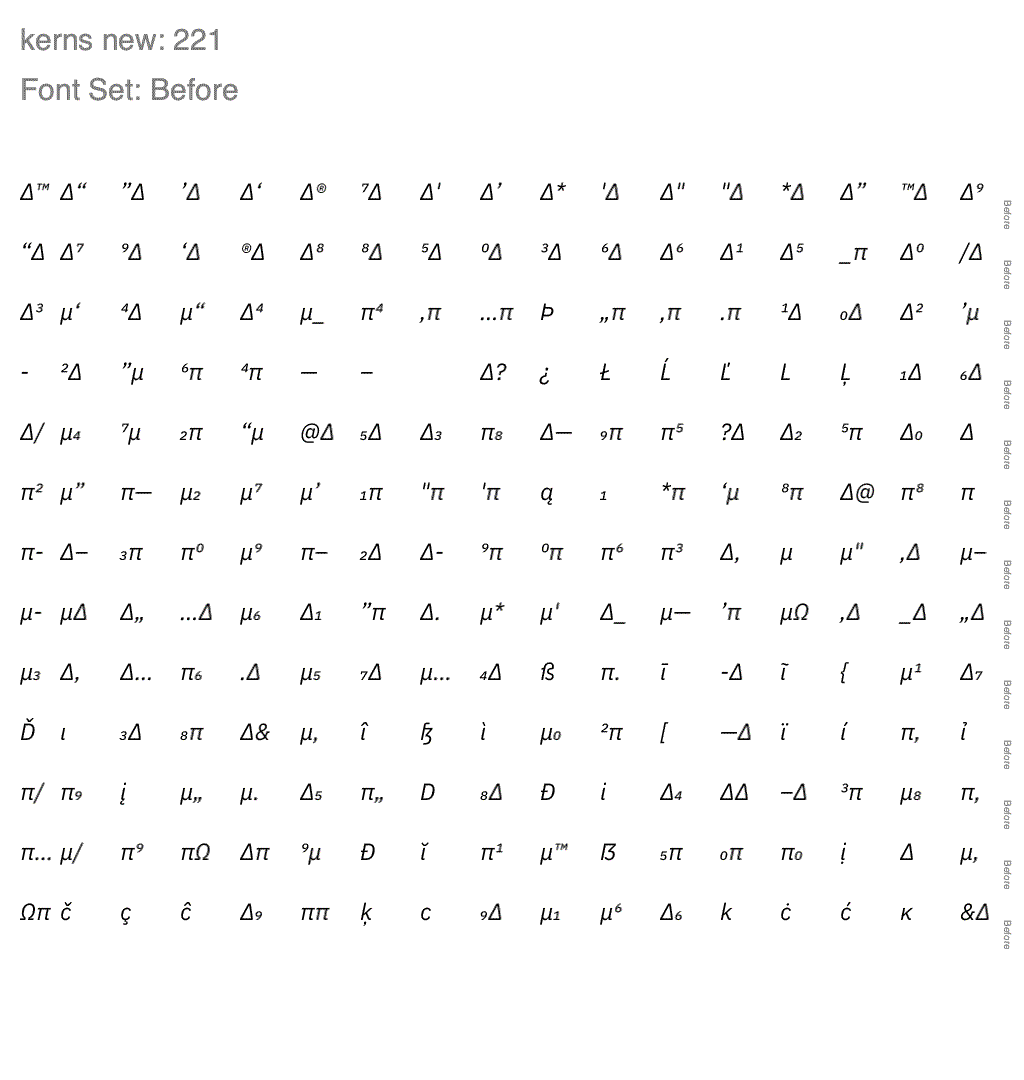 kerns new: 221
Font Set: Before
Δ™ Δ“ ”Δ ’Δ Δ‘ Δ® ⁷Δ Δ' Δ’ Δ* 'Δ Δ" "Δ *Δ Δ” ™Δ Δ⁹ Before
“Δ Δ⁷ ⁹Δ ‘Δ ®Δ Δ⁸ ⁸Δ ⁵Δ ⁰Δ ³Δ ⁶Δ Δ⁶ Δ¹ Δ⁵ _π Δ⁰ /Δ Before
Δ³ μ‘ ⁴Δ μ“ Δ⁴ μ_ π⁴ ‚π …π Þ „π ,π .π ¹Δ ₀Δ Δ² ’μ Before
- ²Δ ”μ ⁶π ⁴π — – Δ? ¿ Ł Ĺ Ľ L Ļ ₁Δ ₆Δ Before
Δ/ μ₄ ⁷μ ₂π “μ @Δ ₅Δ Δ₃ π₈ Δ— ₉π π⁵ ?Δ Δ₂ ⁵π Δ₀ Δ Before
π² μ” π— μ₂ μ⁷ μ’ ₁π "π 'π ą ₁ *π ‘μ ⁸π Δ@ π⁸ π Before
π- Δ– ₃π π⁰ μ⁹ π– ₂Δ Δ- ⁹π ⁰π π⁶ π³ Δ, μ μ" ,Δ μ– Before
μ- μΔ Δ„ …Δ μ₆ Δ₁ ”π Δ. μ* μ' Δ_ μ— ’π μΩ ‚Δ _Δ „Δ Before
μ₃ Δ‚ Δ… π₆ .Δ μ₅ ₇Δ μ… ₄Δ ß π. ī -Δ ĩ { μ¹ Δ₇ Before
Ď ı ₃Δ ₈π Δ& μ, î ɮ ì μ₀ ²π [ —Δ ï í π, ỉ Before
π/ π₉ į μ„ μ. Δ₅ π„ D ₈Δ Đ i Δ₄ ΔΔ –Δ ³π μ₈ π‚ Before
π… μ/ π⁹ πΩ Δπ ⁹μ Ð ĭ π¹ μ™ ẞ ₅π ₀π π₀ ị Δ μ‚ Before
Ωπ č ç ĉ Δ₉ ππ ķ c ₉Δ μ₁ μ⁶ Δ₆ k ċ ć ĸ &Δ Before